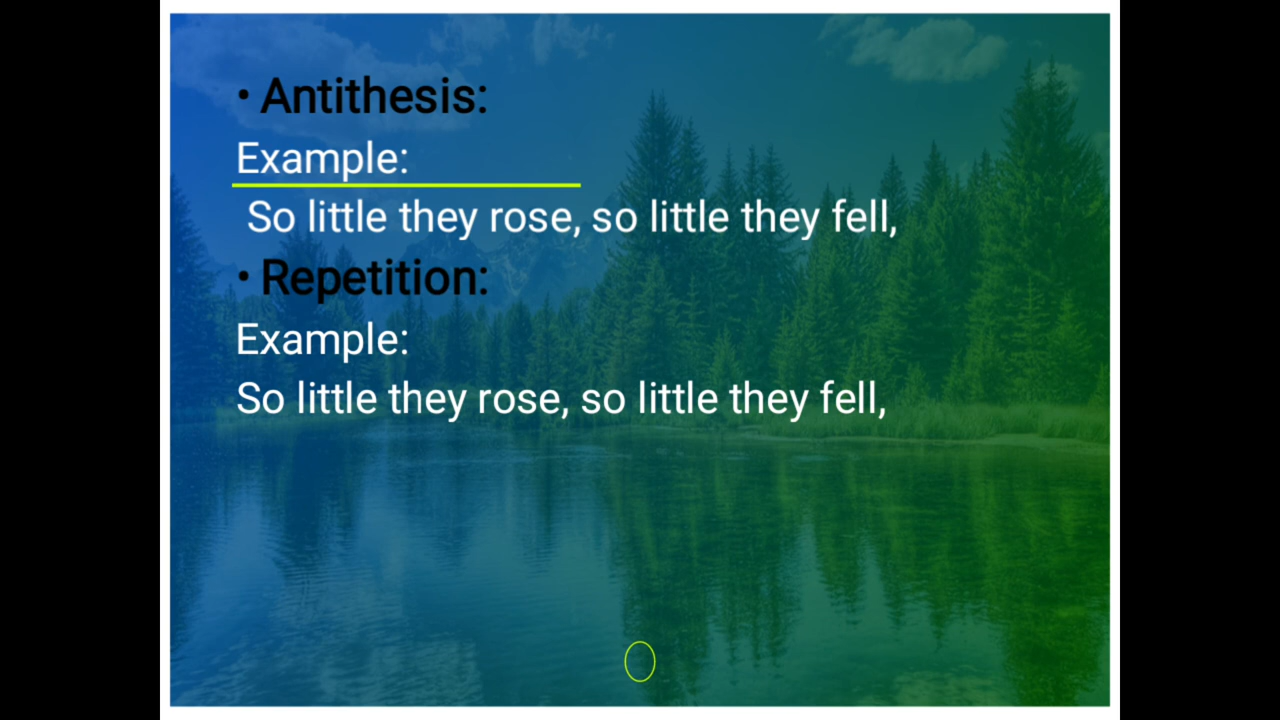 • Antithesis:
Example:
So little they rose, so little they fell,
• Repetition:
Example:
So little they rose, so little they fell,